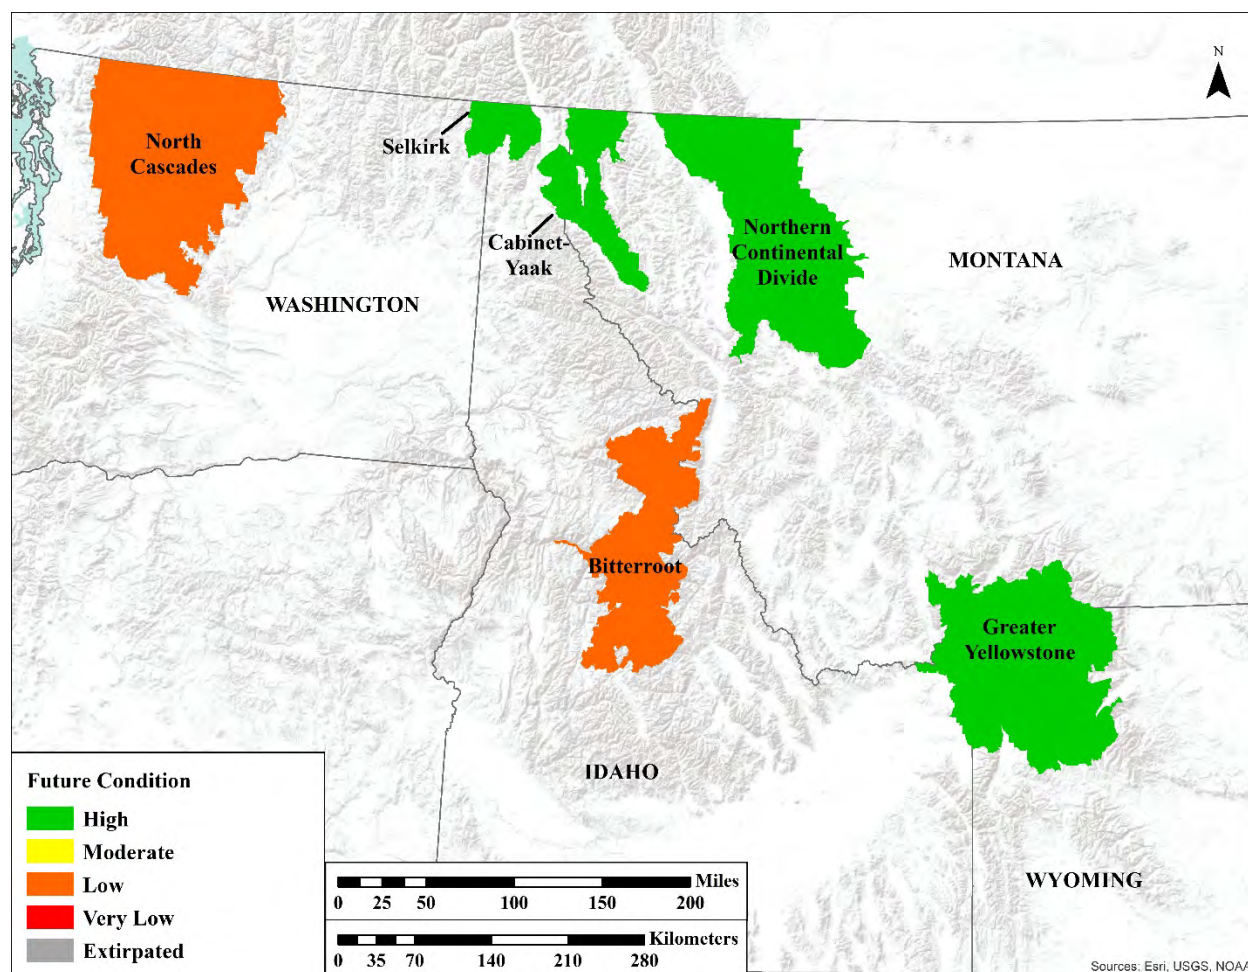 N
North
Cascades
Selkirk
Cabinet-
Yaak
Northern
Continental
Divide
MONTANA
WASHINGTON
Bitterroot
Greater
Yellowstone
IDAHO
WYOMING
Future Condition
High
Moderate
Low
Very Low
Extirpated
Miles
0 25 50 100 150 200
Kilometers
0 35 70 140 210 280
Sources: Esri, USGS, NOAA